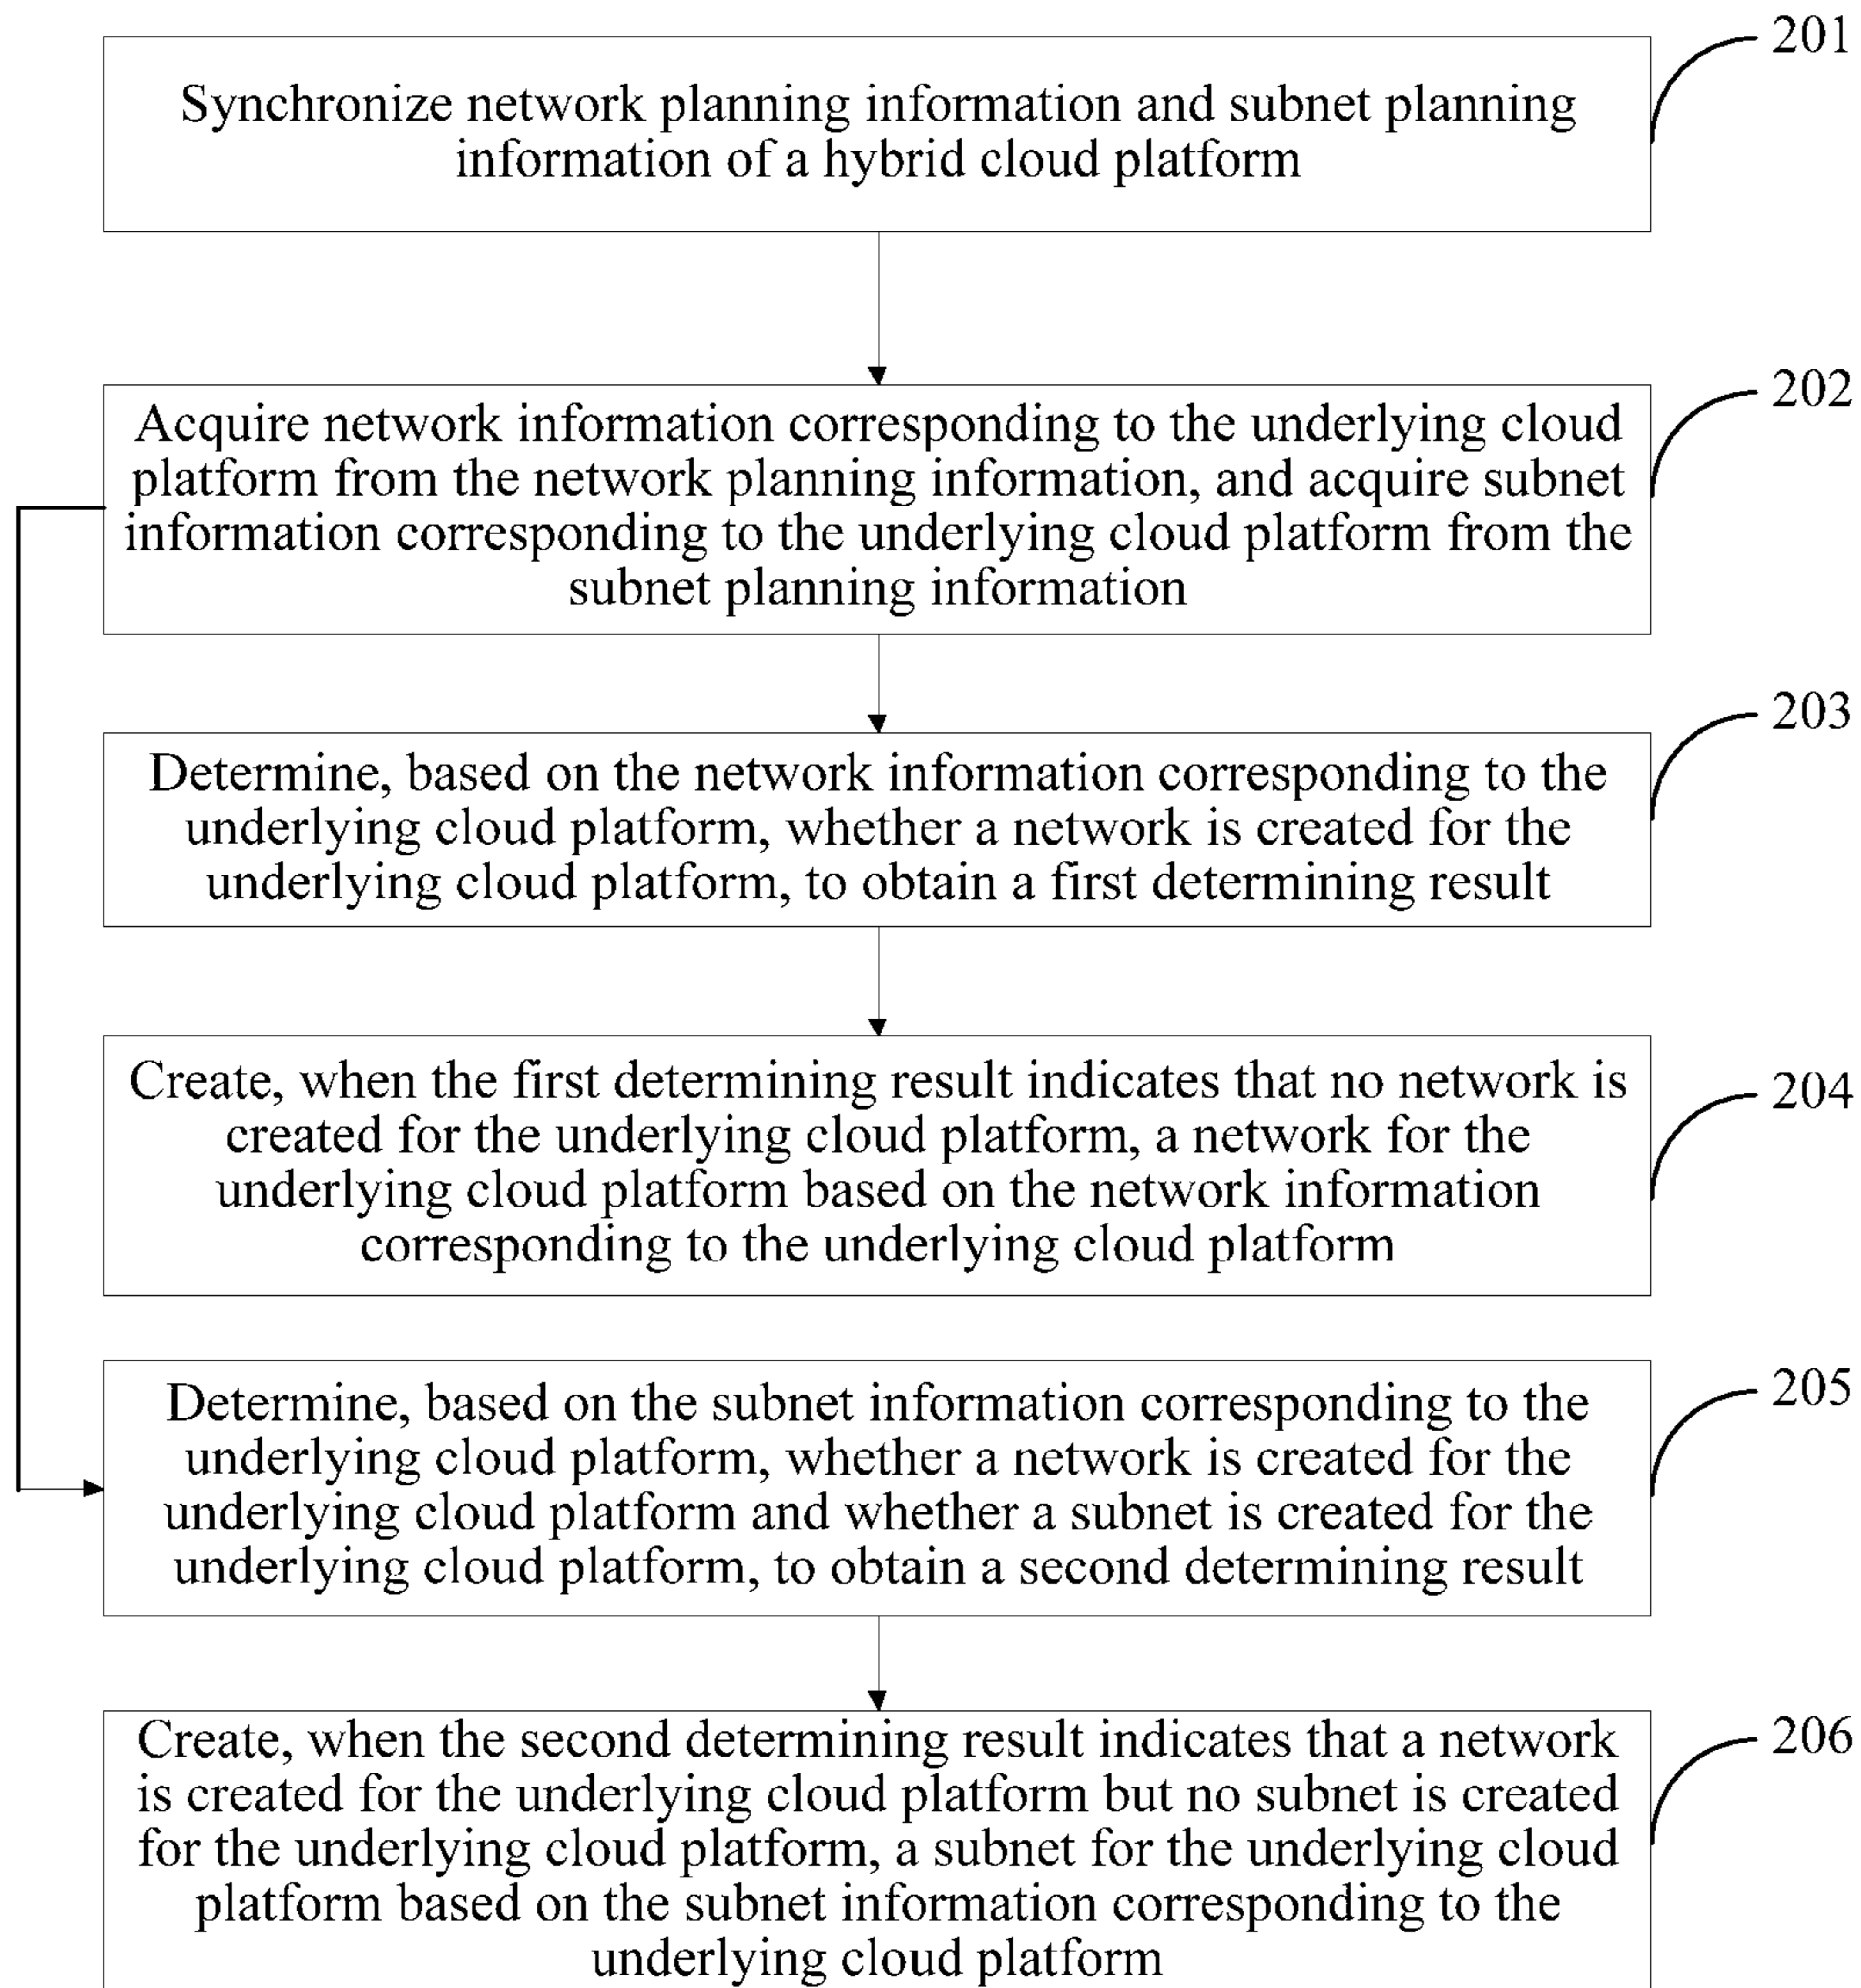 201
Synchronize network planning information and subnet planning
information of a hybrid cloud platform
202
Acquire network information corresponding to the underlying cloud
platform from the network planning information, and acquire subnet
information corresponding to the underlying cloud platform from the
subnet planning information
203
Determine, based on the network information corresponding to the
underlying cloud platform, whether a network is created for the
underlying cloud platform, to obtain a first determining result
204
Create, when the first determining result indicates that no network is
created for the underlying cloud platform, a network for the
underlying cloud platform based on the network information
corresponding to the underlying cloud platform
205
Determine, based on the subnet information corresponding to the
underlying cloud platform, whether a network is created for the
underlying cloud platform and whether a subnet is created for the
underlying cloud platform, to obtain a second determining result
206
Create, when the second determining result indicates that a network
is created for the underlying cloud platform but no subnet is created
for the underlying cloud platform, a subnet for the underlying cloud
platform based on the subnet information corresponding to the
underlying cloud platform